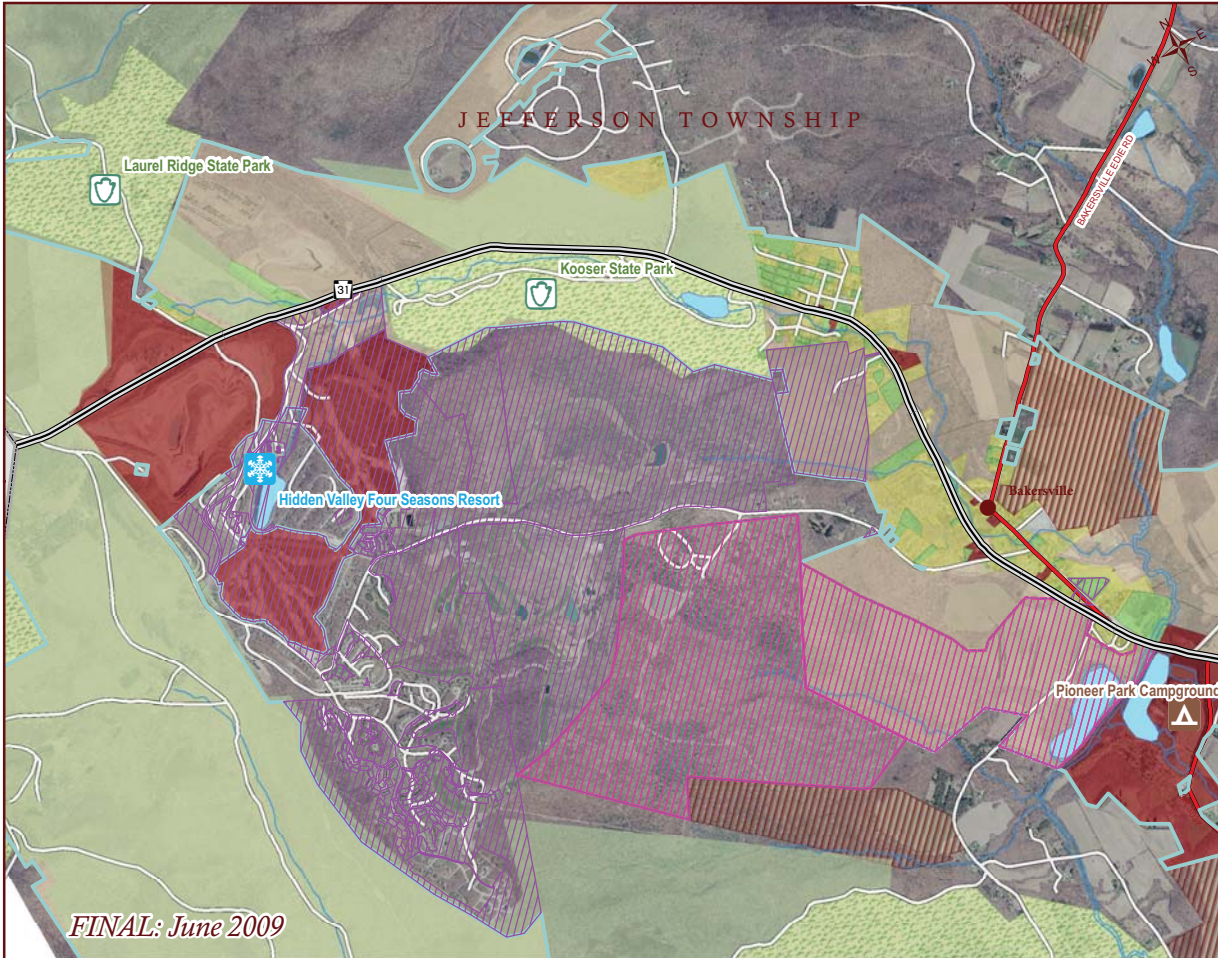 N
E
W
S
JEFFERSON TOWNSHIP
Laurel Ridge State Park
BAKERSVILLE EDIE RD
Kooser State Park
31
Hidden Valley Four Seasons Resort
Bakersville
Pioneer Park Campground
FINAL: June 2009